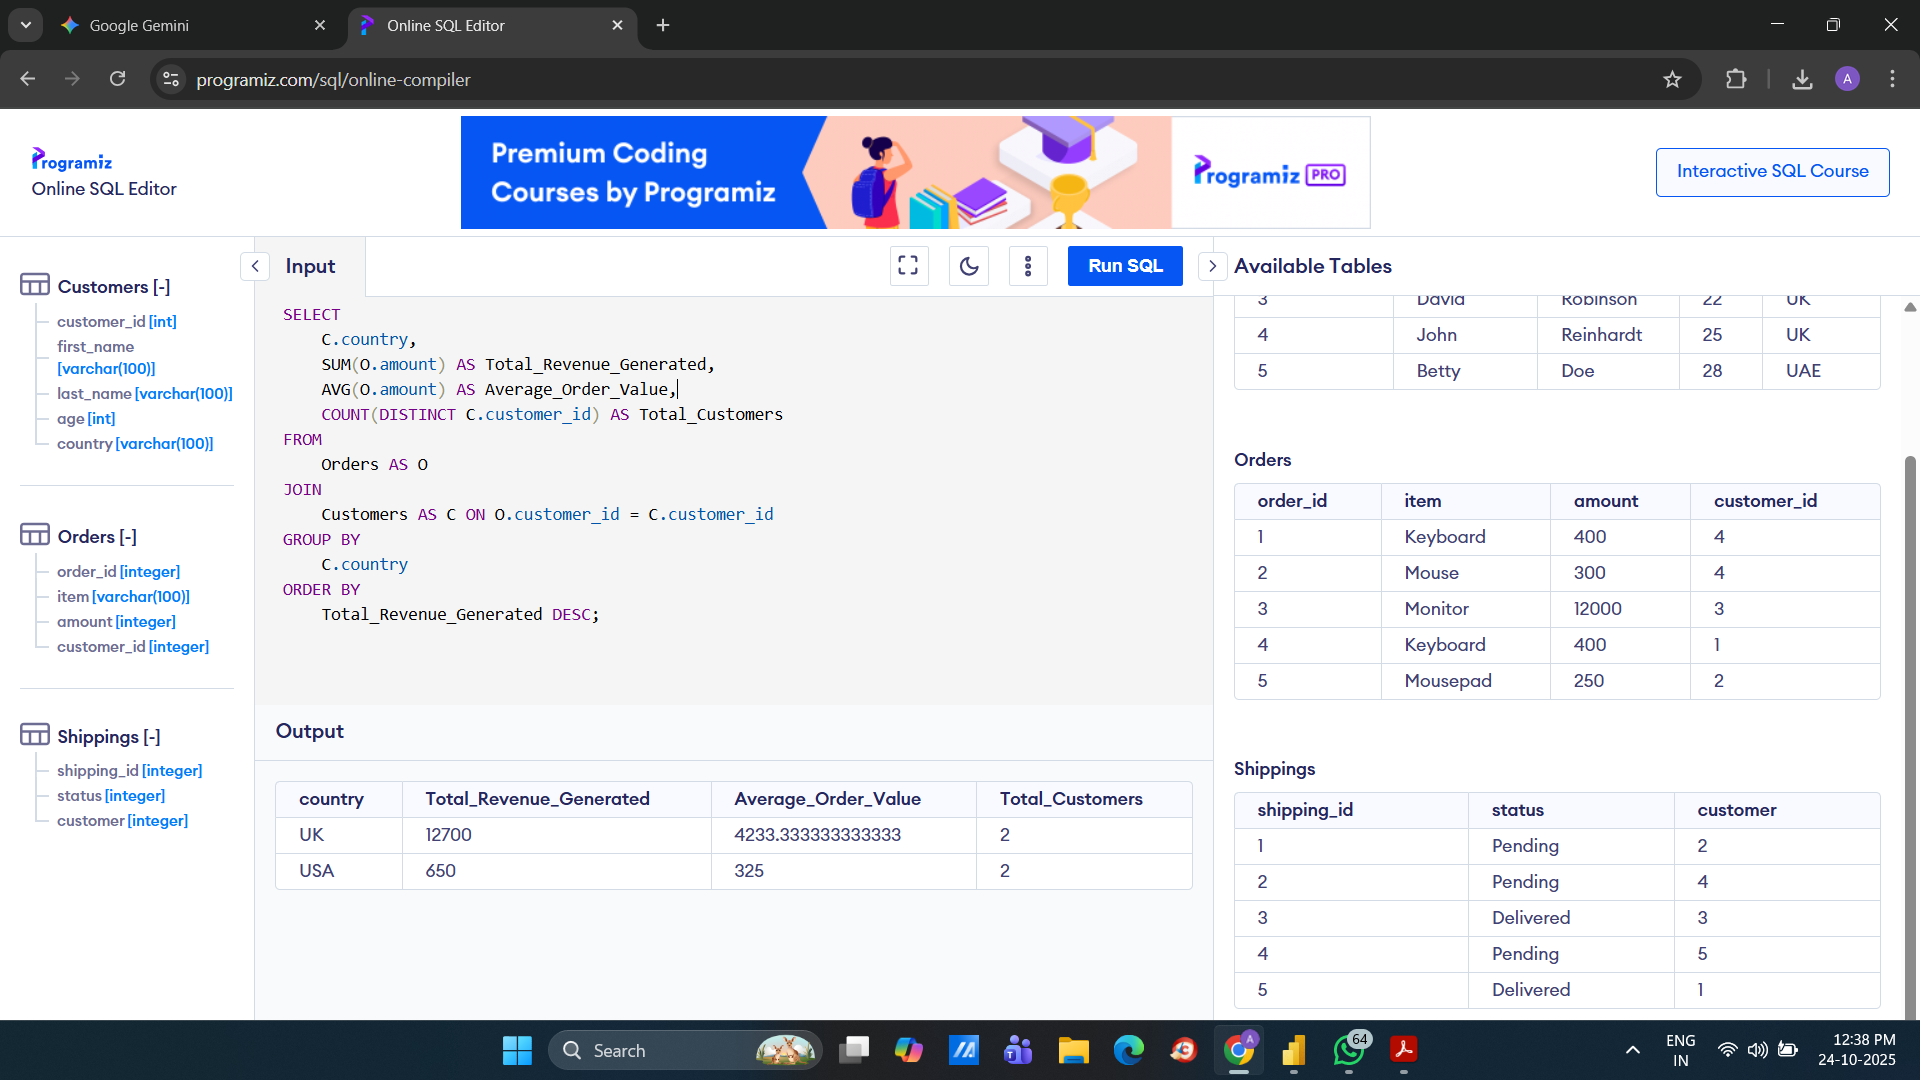 Google Gemini
Online SQL Editor
programiz.com/sql/online-compiler
A
Programiz
Online SQL Editor
Premium Coding
Courses by Programiz
Programiz PRO
Interactive SQL Course
Customers [-]
customer_id [int]
first_name
[varchar(100)]
last_name [varchar(100)]
age [int]
country [varchar(100)]
Orders [-]
order_id [integer]
item [varchar(100)]
amount [integer]
customer_id [integer]
Shippings [-]
shipping_id [integer]
status [integer]
customer [integer]
Input
Run SQL
SELECT
C.country,
SUM(O.amount) AS Total_Revenue_Generated,
AVG(O.amount) AS Average_Order_Value,
COUNT(DISTINCT C.customer_id) AS Total_Customers
FROM
Orders AS O
JOIN
Customers AS C ON O.customer_id = C.customer_id
GROUP BY
C.country
ORDER BY
Total_Revenue_Generated DESC;
Output
country Total_Revenue_Generated Average_Order_Value Total_Customers
UK 12700 4233.333333333333 2
USA 650 325 2
Available Tables
3 David Robinson 22 UK
4 John Reinhardt 25 UK
5 Betty Doe 28 UAE
Orders
order_id item amount customer_id
1 Keyboard 400 4
2 Mouse 300 4
3 Monitor 12000 3
4 Keyboard 400 1
5 Mousepad 250 2
Shippings
shipping_id status customer
1 Pending 2
2 Pending 4
3 Delivered 3
4 Pending 5
5 Delivered 1
Search
A
64
ENG
IN
12:38 PM
24-10-2025